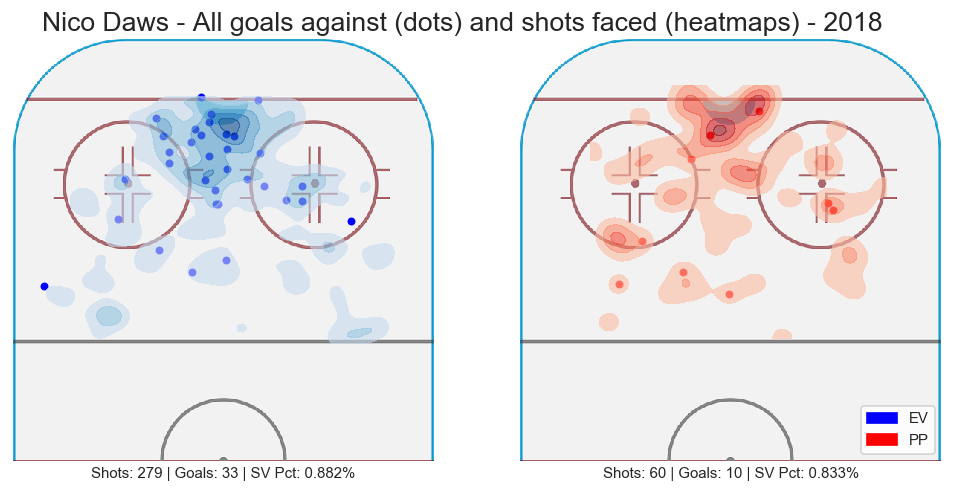 Nico Daws - All goals against (dots) and shots faced (heatmaps) - 2018
EV
PP
Shots: 279 | Goals: 33 | SV Pct: 0.882%
Shots: 60 | Goals: 10 | SV Pct: 0.833%